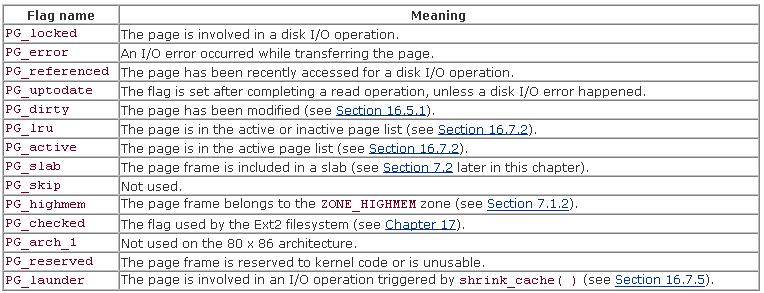 Flag name Meaning
PG_locked The page is involved in a disk I/O operation.
PG_error An I/O error occurred while transferring the page.
PG_referenced The page has been recently accessed for a disk I/O operation.
PG_uptodate The flag is set after completing a read operation, unless a disk I/O error happened.
PG_dirty The page has been modified (see Section 16.5.1).
PG_lru The page is in the active or inactive page list (see Section 16.7.2).
PG_active The page is in the active page list (see Section 16.7.2).
PG_slab The page frame is included in a slab (see Section 7.2 later in this chapter).
PG_skip Not used.
PG_highmem The page frame belongs to the ZONE_HIGHMEM zone (see Section 7.1.2).
PG_checked The flag used by the Ext2 filesystem (see Chapter 17).
PG_arch_1 Not used on the 80 x 86 architecture.
PG_reserved The page frame is reserved to kernel code or is unusable.
PG_launder The page is involved in an I/O operation triggered by shrink_cache( ) (see Section 16.7.5).